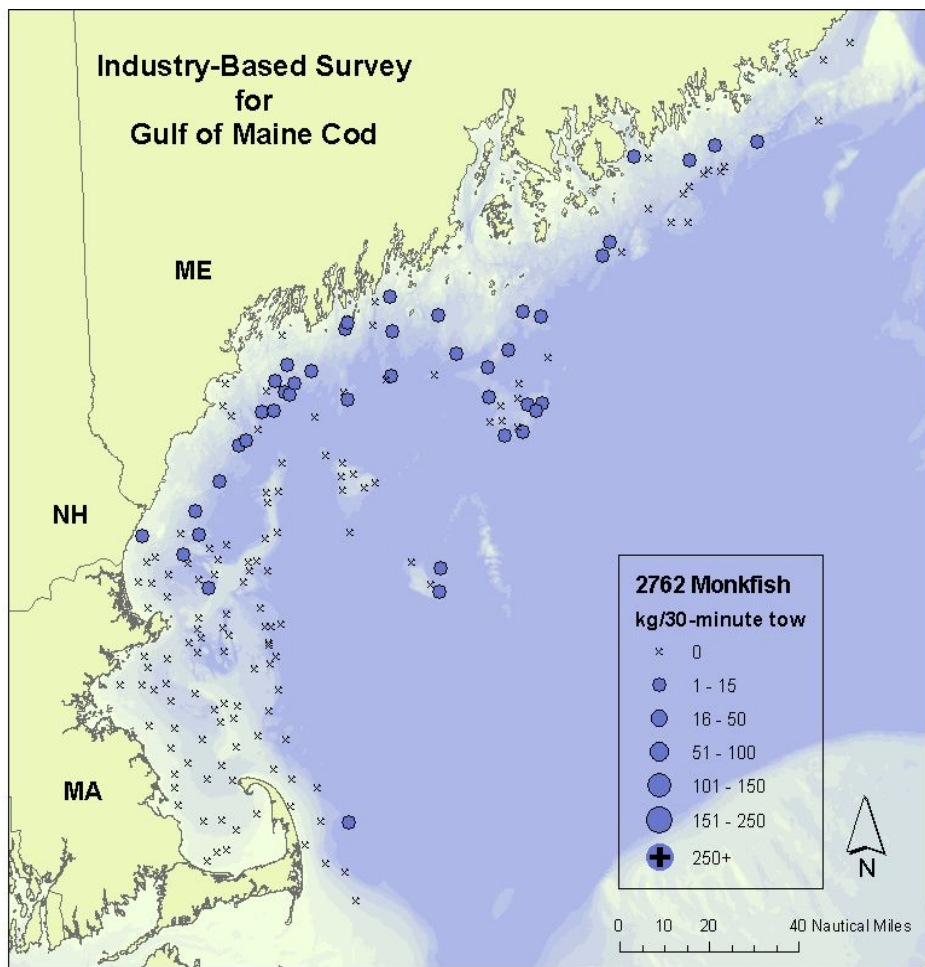 Industry-Based Survey
for
Gulf of Maine Cod
ME
NH
MA
2762 Monkfish
kg/30-minute tow
0
1 - 15
16 - 50
51 - 100
101 - 150
151 - 250
250+
N
0 10 20 40 Nautical Miles